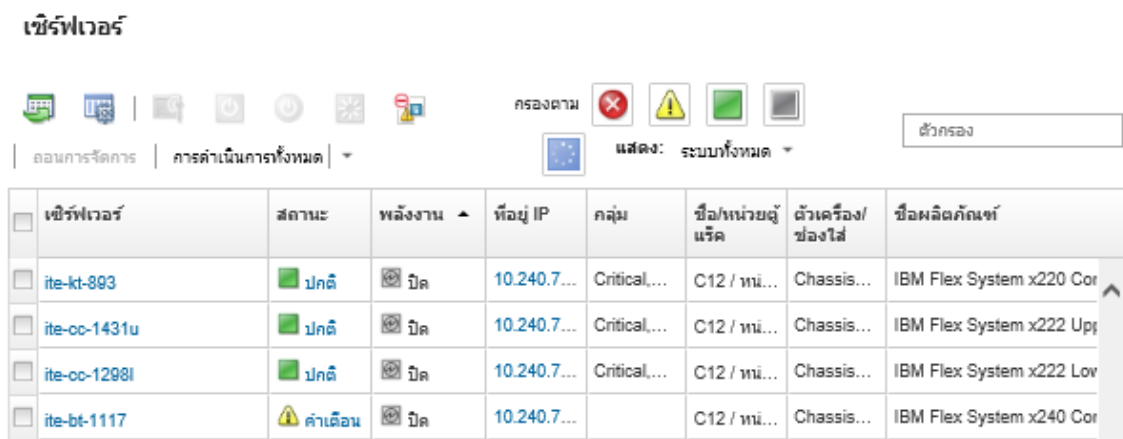 เซิร์ฟเวอร์
กรองตาม
ตัวกรอง
ถอนการจัดการ | การดำเนินการทั้งหมด
แสดง: ระบบทั้งหมด
เซิร์ฟเวอร์ สถานะ พลังงาน ที่อยู่ IP กลุ่ม ชื่อ/หน่วยตู้ ตัวเครื่อง/ ชื่อผลิตภัณฑ์
แร็ค ช่องใส่
ite-kt-893 ปกติ ปิด 10.240.7... Critical,... C12 / หน่... Chassis... IBM Flex System x220 Cor
ite-cc-1431u ปกติ ปิด 10.240.7... Critical,... C12 / หน่... Chassis... IBM Flex System x222 Upp
ite-cc-1298l ปกติ ปิด 10.240.7... Critical,... C12 / หน่... Chassis... IBM Flex System x222 Low
ite-bt-1117 คำเตือน ปิด 10.240.7... C12 / หน่... Chassis... IBM Flex System x240 Cor